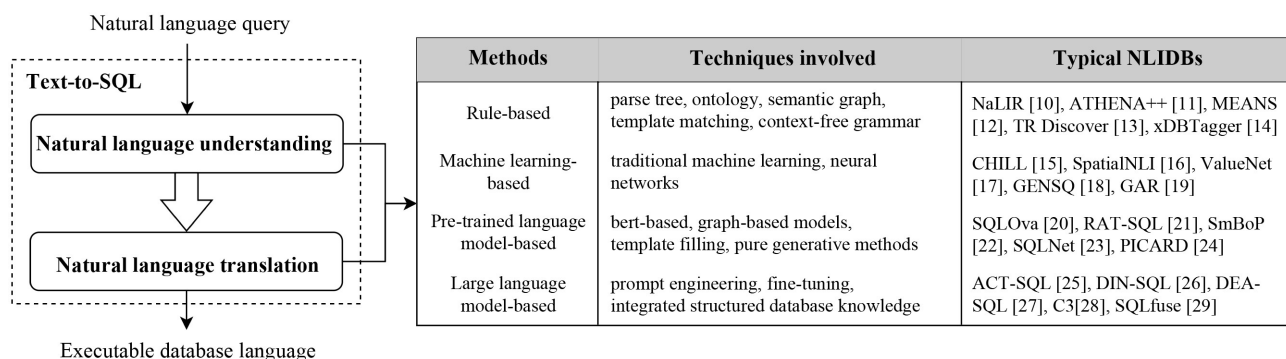 Natural language query
Text-to-SQL
Natural language understanding
Natural language translation
Executable database language
Methods
Techniques involved
Typical NLIDBs
Rule-based
parse tree, ontology, semantic graph,
template matching, context-free grammar
NaLIR [10], ATHENA++ [11], MEANS
[12], TR Discover [13], xDBTagger [14]
Machine learning-
based
traditional machine learning, neural
networks
CHILL [15], SpatialNLI [16], ValueNet
[17], GENSQ [18], GAR [19]
Pre-trained language
model-based
bert-based, graph-based models,
template filling, pure generative methods
SQLOva [20], RAT-SQL [21], SmBoP
[22], SQLNet [23], PICARD [24]
Large language
model-based
prompt engineering, fine-tuning,
integrated structured database knowledge
ACT-SQL [25], DIN-SQL [26], DEA-
SQL [27], C3[28], SQLfuse [29]